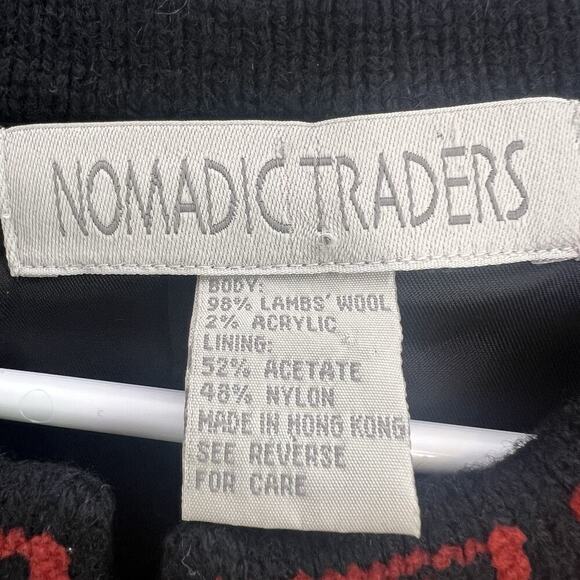 NOMADIC TRADERS
BODY:
98% LAMBS' WOOL
2% ACRYLIC
LINING:
52% ACETATE
48% NYLON
MADE IN HONG KONG
SEE REVERSE
FOR CARE